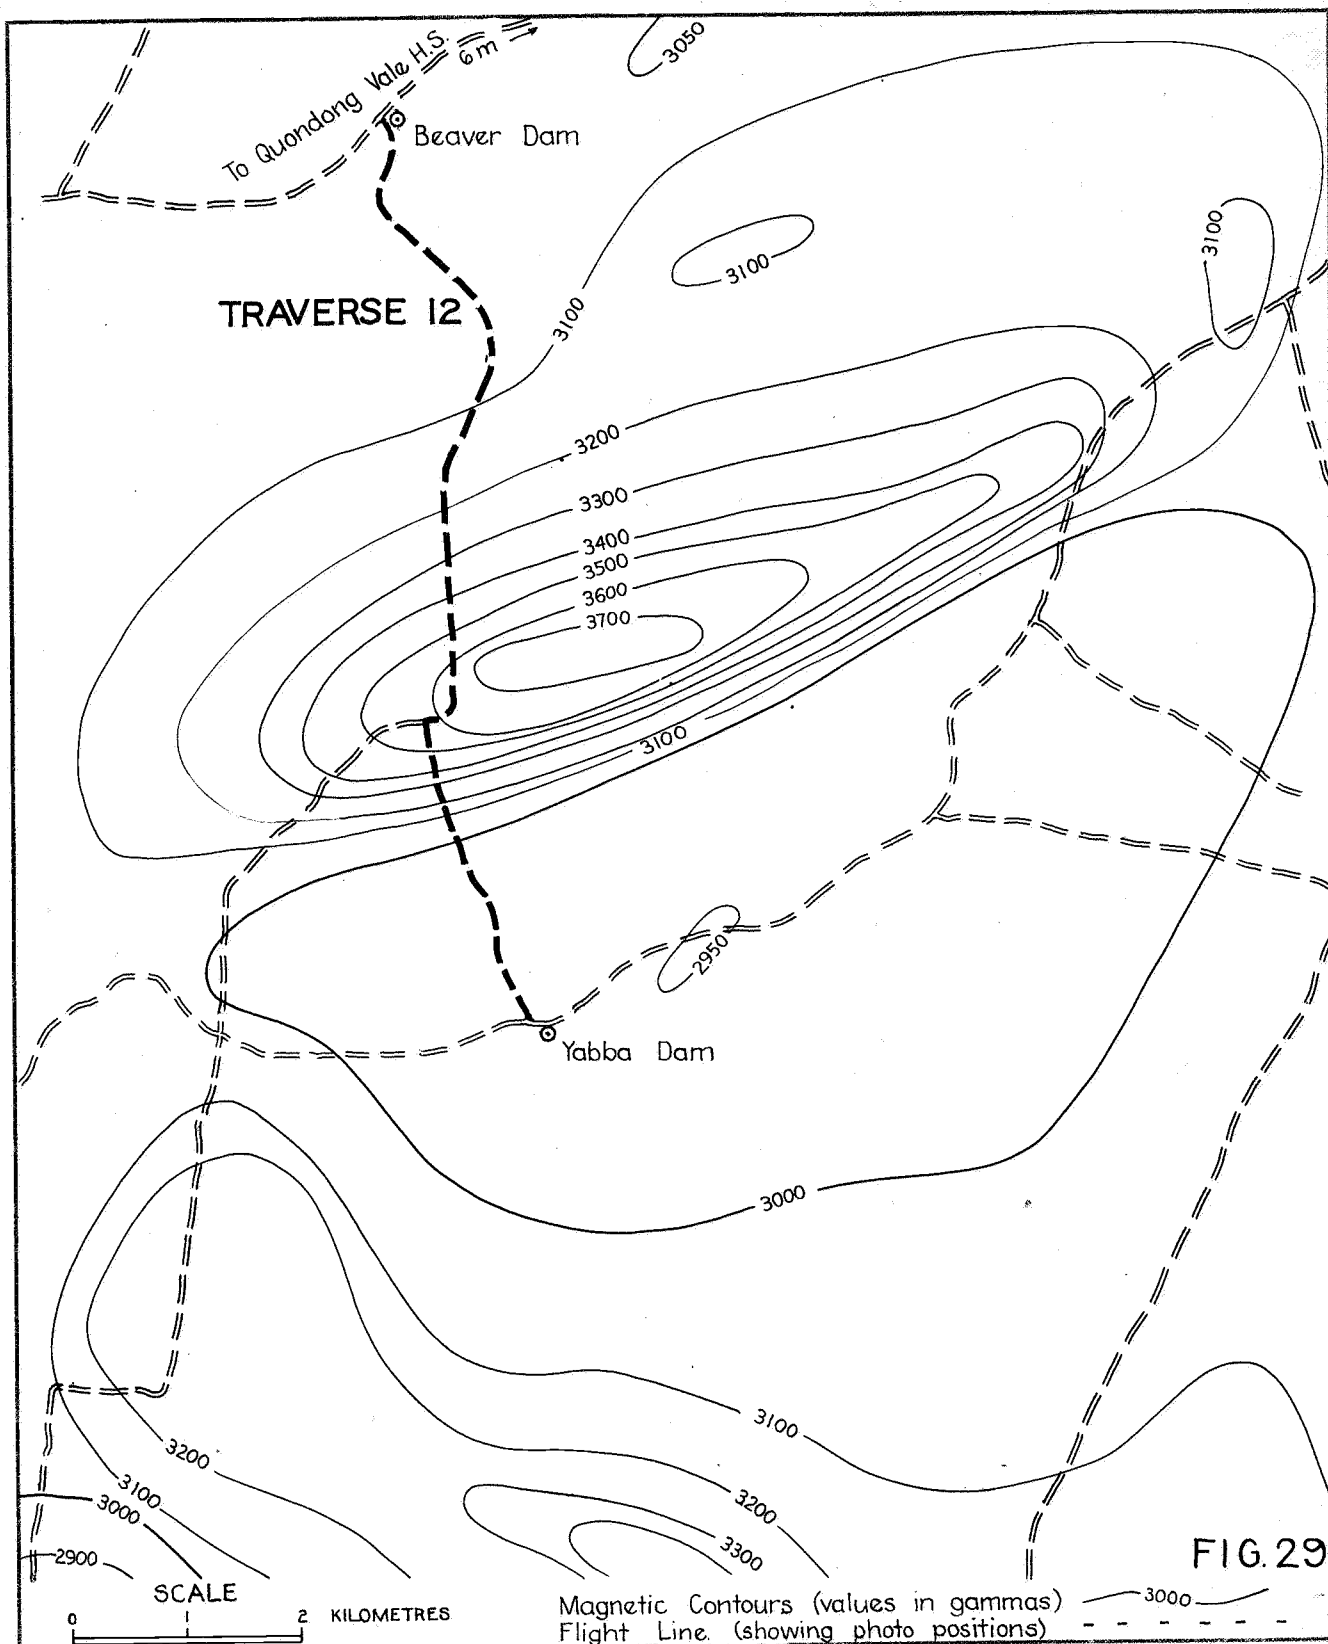 3050
To Quondong Vale H.S.
6m
Beaver Dam
3100
3100
TRAVERSE 12
3100
3200
3300
3400
3500
3600
3700
3100
2950
Yabba Dam
3000
3100
3200
3100
3000
2900
3200
3300
FIG. 29
SCALE
0 1 2 KILOMETRES
Magnetic Contours (values in gammas) 3000
Flight Line. (showing photo positions)